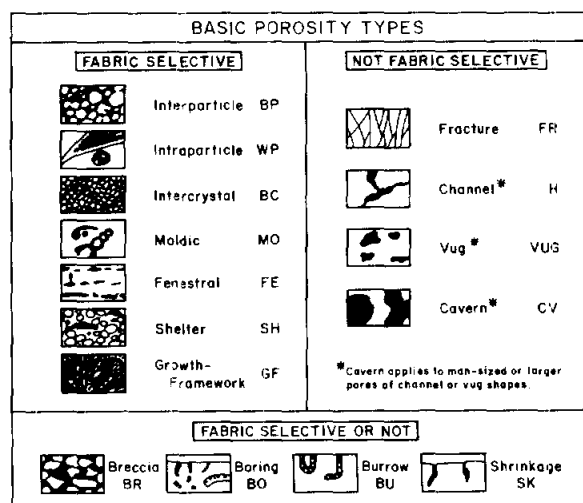 BASIC POROSITY TYPES
FABRIC SELECTIVE
Interparticle BP
Intraparticle WP
Intercrystal BC
Moldic MO
Fenestral FE
Shelter SH
Growth-
Framework GF
NOT FABRIC SELECTIVE
Fracture FR
Channel* H
Vug* VUG
Cavern* CV
*Cavern applies to man-sized or larger
pores of channel or vug shapes.
FABRIC SELECTIVE OR NOT
Breccia
BR
Boring
BO
Burrow
BU
Shrinkage
SK